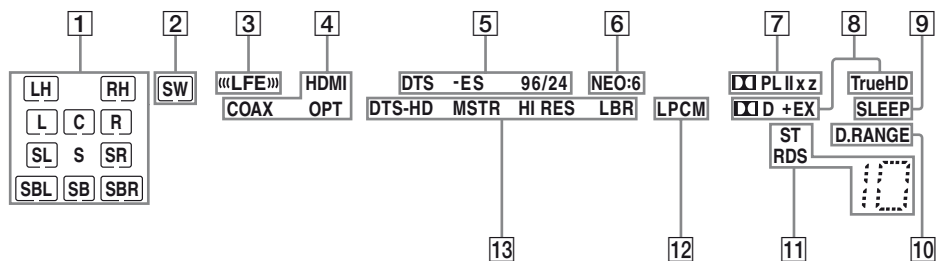 1 2 3 4 5 6 7 8 9
LH RH SW LFE HDMI DTS -ES 96/24 NEO:6 PL II x z TrueHD
L C R COAX OPT DTS-HD MSTR HI RES LBR LPCM D +EX SLEEP
SL S SR ST D.RANGE
SBL SB SBR RDS 10
13 12 11 10